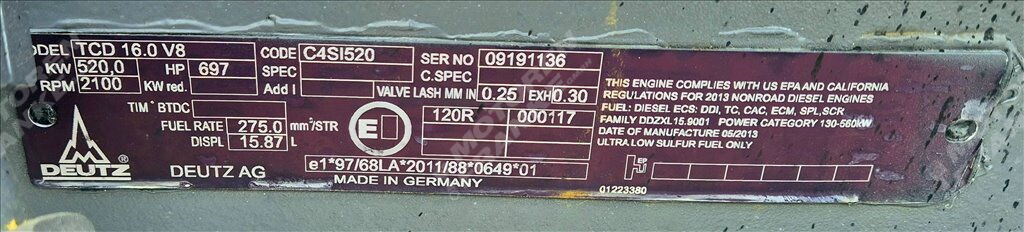 MODEL TCD 16.0 V8 CODE C4SI520 SER NO 09191136
KW 520,0 HP 697 SPEC C.SPEC
RPM 2100 KW red. Add I VALVE LASH MM IN 0.25 EXH 0.30
TIM° BTDC 120R 000117
FUEL RATE 275.0 mm³/STR
DISPL 15.87 L
E
DEUTZ ®
DEUTZ AG
e1*97/68LA*2011/88*0649*01
MADE IN GERMANY
THIS ENGINE COMPLIES WITH US EPA AND CALIFORNIA
REGULATIONS FOR 2013 NONROAD DIESEL ENGINES
FUEL: DIESEL ECS: DDI, TC, CAC, ECM, SPL,SCR
FAMILY DDZXL15.9001 POWER CATEGORY 130-560kW
DATE OF MANUFACTURE 05/2013
ULTRA LOW SULFUR FUEL ONLY
EP
01223380